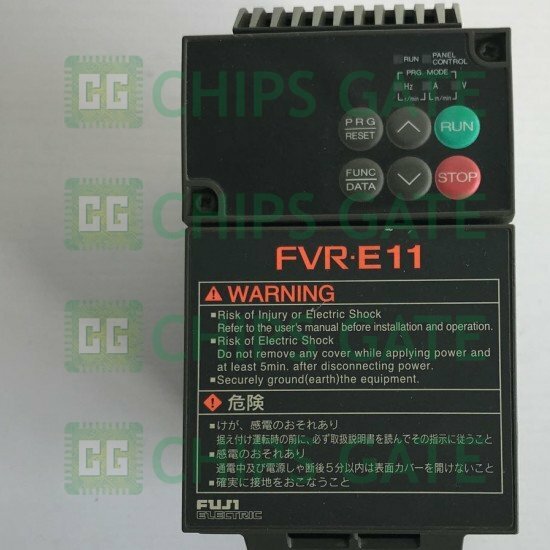 CG CHIPS GATE
RUN PANEL CONTROL
PRG. MODE
Hz A V
r/min m/min
PRG RESET
RUN
FUNC DATA
STOP
CG CHIPS GATE
FVR·E11
WARNING
■Risk of Injury or Electric Shock
Refer to the user's manual before installation and operation.
■Risk of Electric Shock
Do not remove any cover while applying power and
at least 5min. after disconnecting power.
■Securely ground(earth)the equipment.
CG CHIPS GATE
危険
■けが、感電のおそれあり
据え付け運転時の前に、必ず取扱説明書を読んでその指示に従うこと
■感電のおそれあり
通電中及び電源しゃ断後5分以内は表面カバーを開けないこと
■確実に接地をおこなうこと
CG CHIPS GATE
FUJI
ELECTRIC